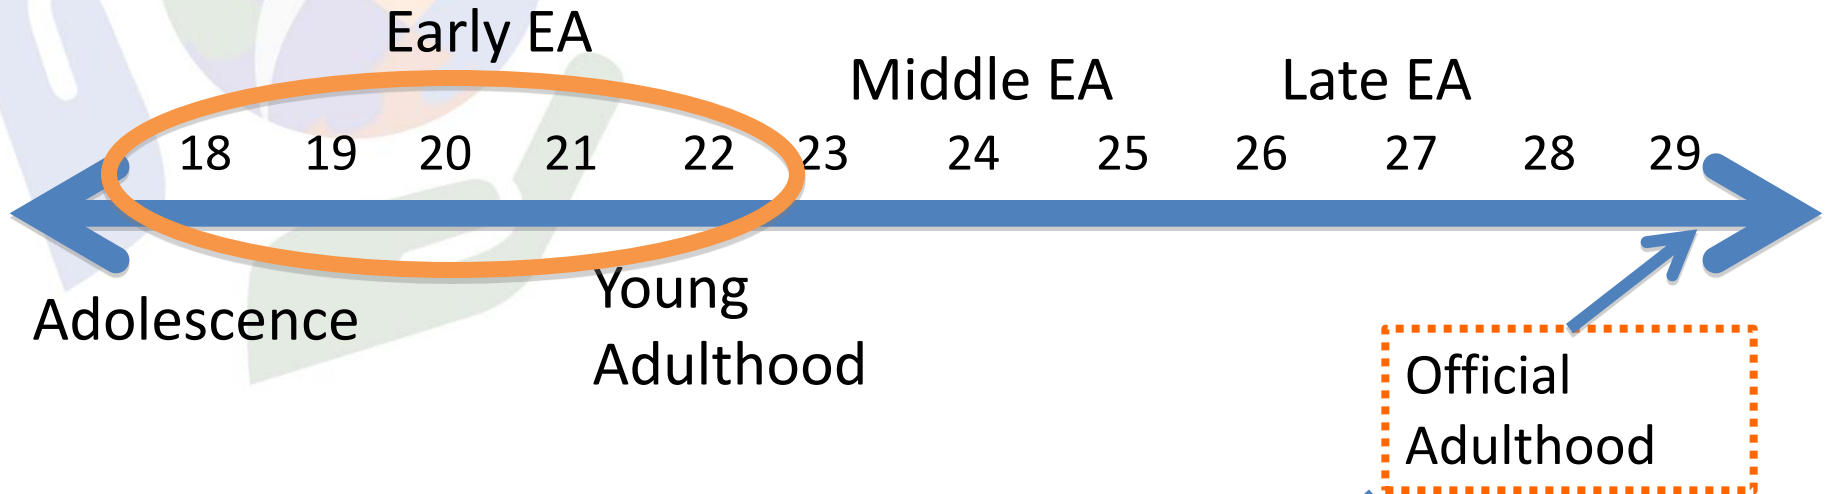 Early EA
Middle EA Late EA
18 19 20 21 22 23 24 25 26 27 28 29
Adolescence
Young
Adulthood
Official
Adulthood